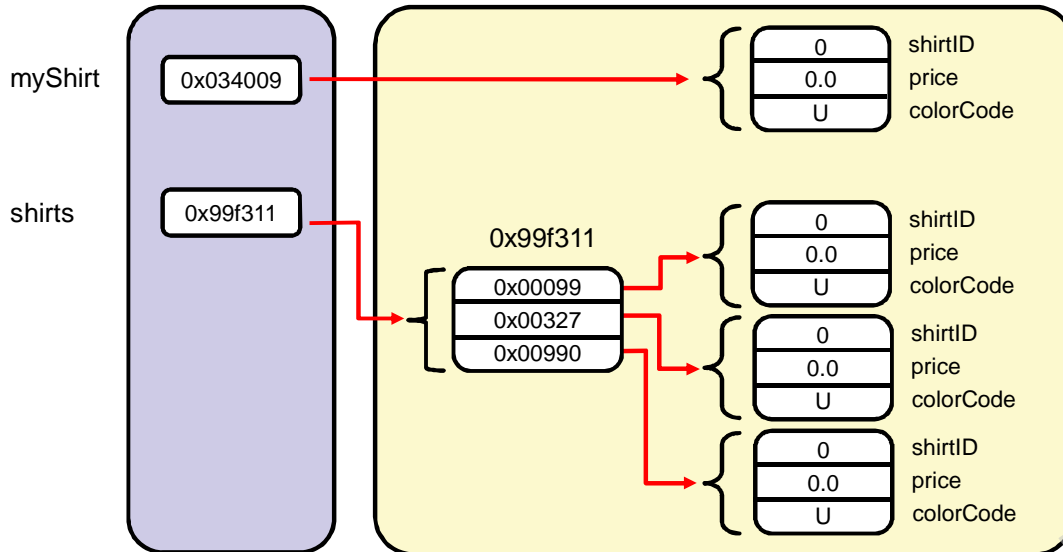 myShirt
0x034009
0
shirtID
0.0
price
U
colorCode
shirts
0x99f311
0x99f311
0x00099
0x00327
0x00990
0
shirtID
0.0
price
U
colorCode
0
shirtID
0.0
price
U
colorCode
0
shirtID
0.0
price
U
colorCode